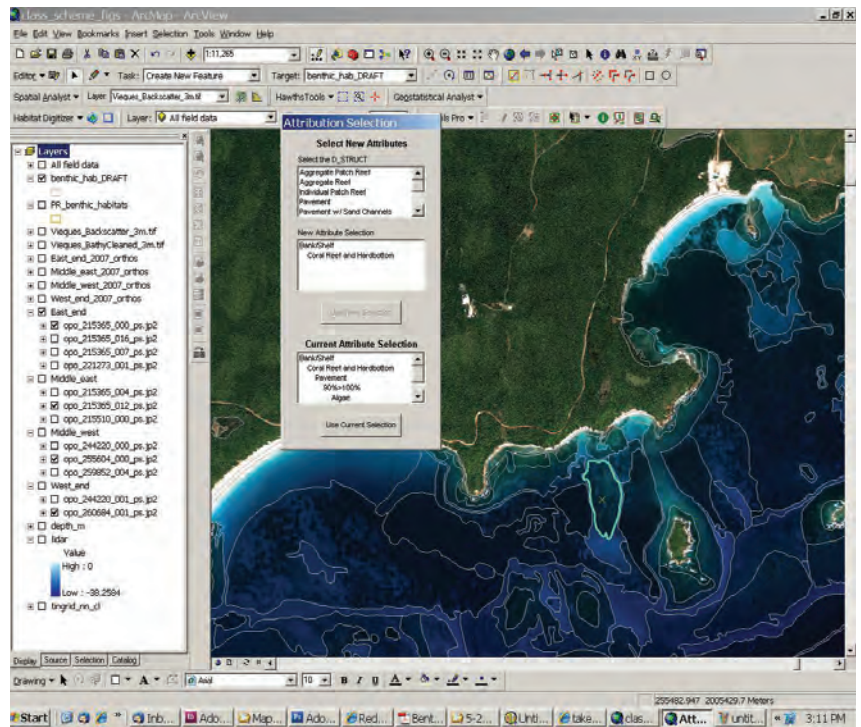 class_scheme_figs - ArcMap - ArcView
File Edit View Bookmarks Insert Selection Tools Window Help
1:11,265
Editor Task: Create New Feature Target: benthic_hab_DRAFT
Spatial Analyst Layer: Vieques_Backscatter_3m.tif HawthsTools Geostatistical Analyst
Habitat Digitizer Layer: All field data ls Pro
Attribution Selection
Select New Attributes
Select the D_STRUCT
Aggregate Patch Reef
Aggregate Reef
Individual Patch Reef
Pavement
Pavement w/ Sand Channels
New Attribute Selection
Bank/Shelf
Coral Reef and Hardbottom
Current Attribute Selection
Bank/Shelf
Coral Reef and Hardbottom
Pavement
90%>100%
Algae
Use Current Selection
Layers
All field data
benthic_hab_DRAFT
PR_benthic_habitats
Vieques_Backscatter_3m.tif
Vieques_BathyCleaned_3m.tif
East_end_2007_orthos
Middle_east_2007_orthos
Middle_west_2007_orthos
West_end_2007_orthos
East_end
opo_215365_000_ps.jp2
opo_215365_016_ps.jp2
opo_215365_007_ps.jp2
opo_221273_001_ps.jp2
Middle_east
opo_215365_004_ps.jp2
opo_215365_012_ps.jp2
opo_215510_000_ps.jp2
Middle_west
opo_244220_000_ps.jp2
opo_255604_000_ps.jp2
opo_259852_004_ps.jp2
West_end
opo_244220_001_ps.jp2
opo_260684_001_ps.jp2
depth_m
lidar
Value
High : 0
Low : -38.2584
tingrid_nn_cl
Display Source Selection Catalog
Drawing A Arial 10 B I U A
255482.947 2005429.7 Meters
Start Inb... Ado... Map... Ado... Red... Bent... 5-2... Unti... take... clas... Att... untit... 3:11 PM